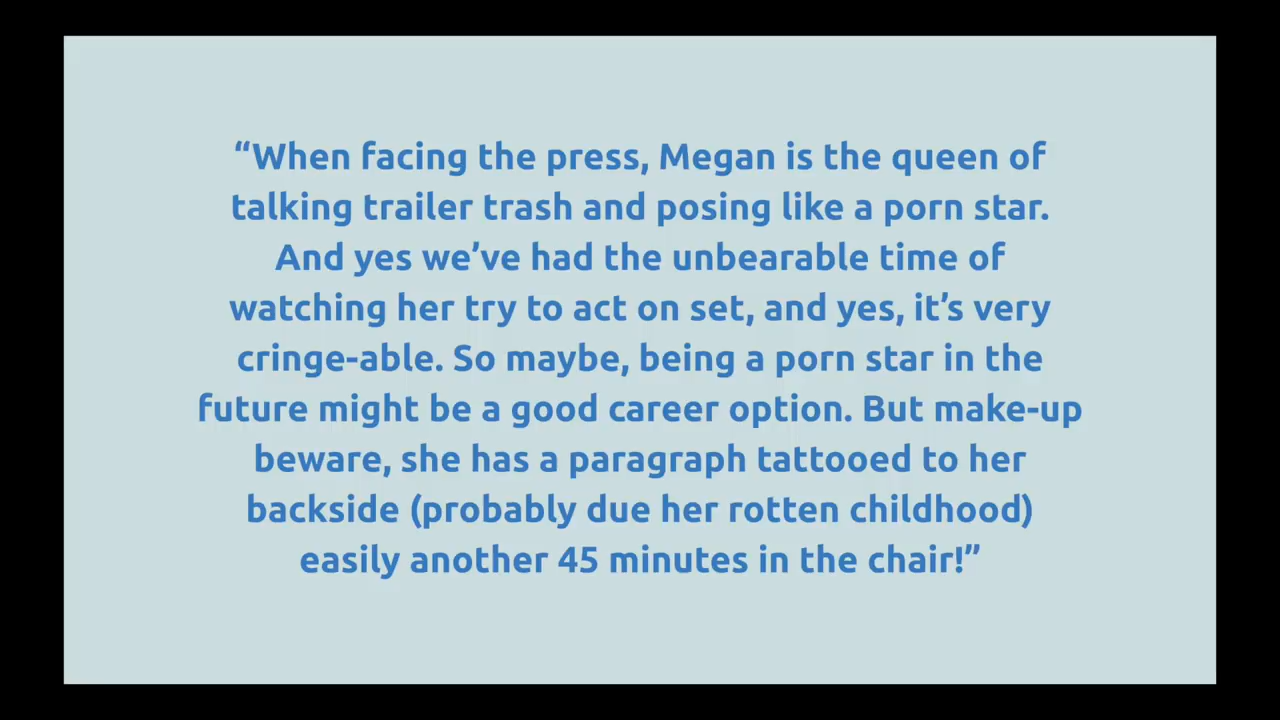 “When facing the press, Megan is the queen of
talking trailer trash and posing like a porn star.
And yes we’ve had the unbearable time of
watching her try to act on set, and yes, it’s very
cringe-able. So maybe, being a porn star in the
future might be a good career option. But make-up
beware, she has a paragraph tattooed to her
backside (probably due her rotten childhood)
easily another 45 minutes in the chair!”